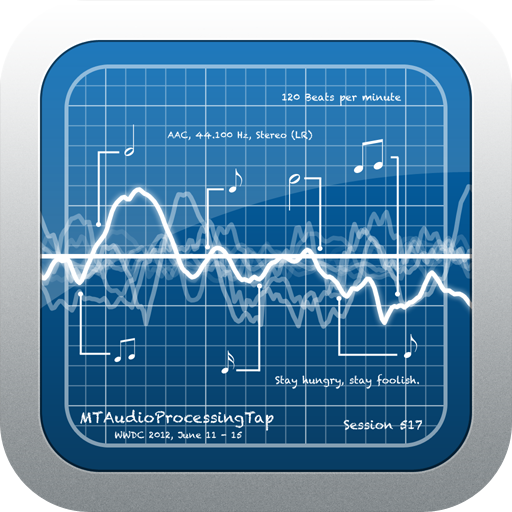 120 Beats per minute
AAC, 44.100 Hz, Stereo (LR)
Stay hungry, stay foolish.
MTAudioProcessingTap
Session 517
WWDC 2012, June 11 - 15